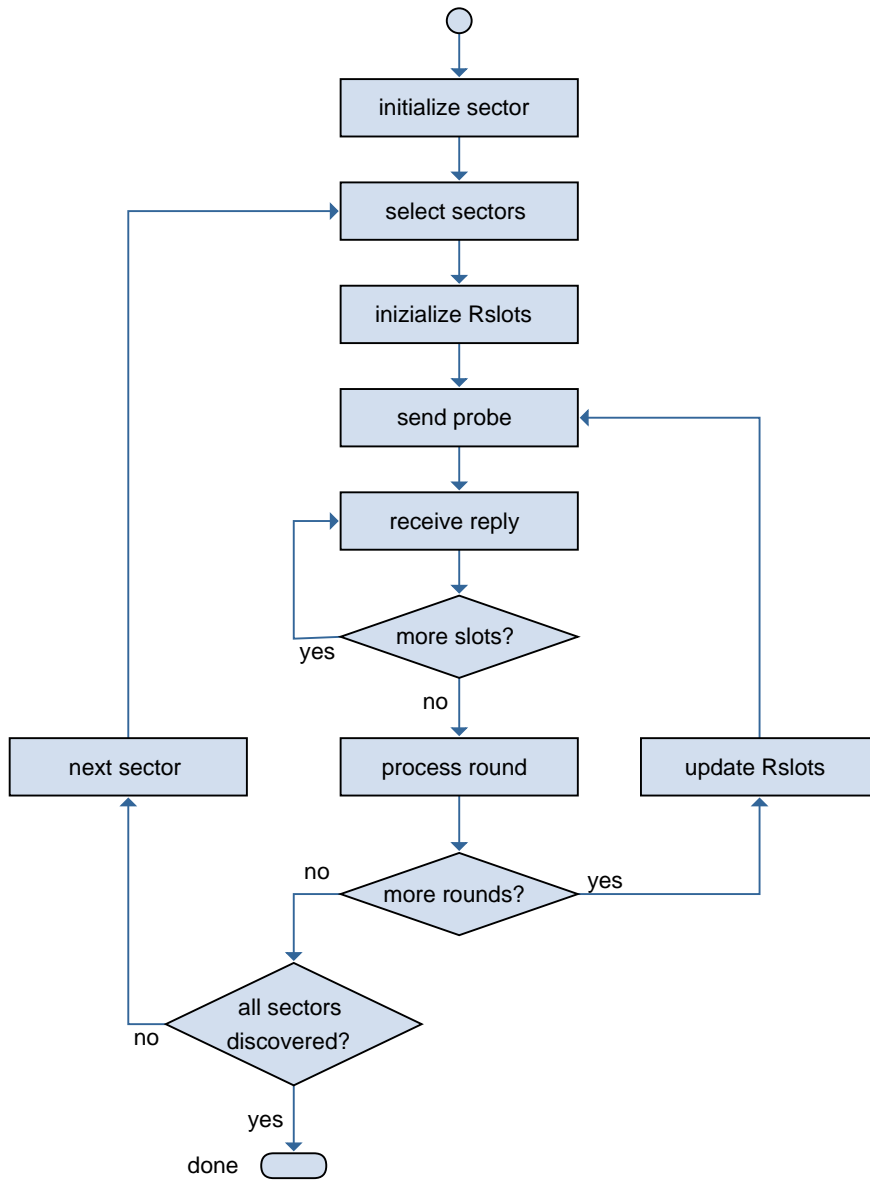 initialize sector
select sectors
inizialize Rslots
send probe
receive reply
more slots?
yes
no
next sector
process round
update Rslots
no
more rounds?
yes
all sectors
discovered?
no
yes
done